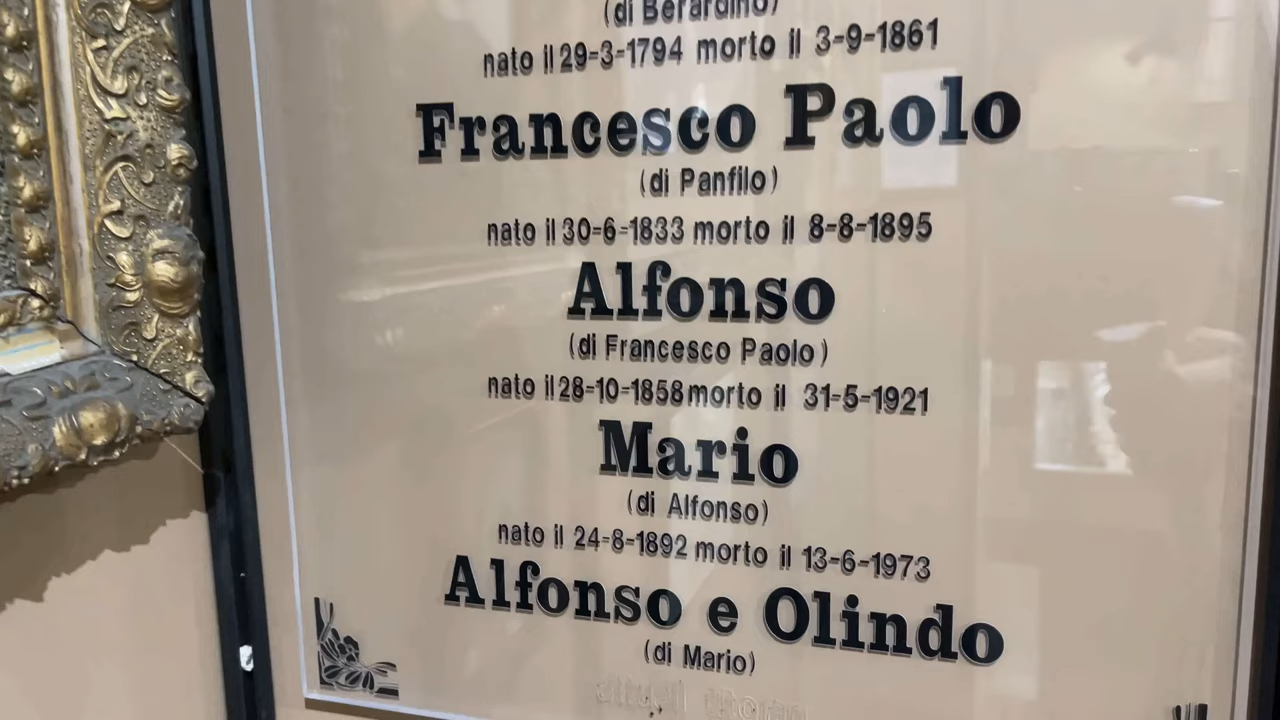 (di Berardino)
nato il 29-3-1794 morto il 3-9-1861
Francesco Paolo
(di Panfilo)
nato il 30-6-1833 morto il 8-8-1895
Alfonso
(di Francesco Paolo)
nato il 28-10-1858 morto il 31-5-1921
Mario
(di Alfonso)
nato il 24-8-1892 morto il 13-6-1973
Alfonso e Olindo
(di Mario)